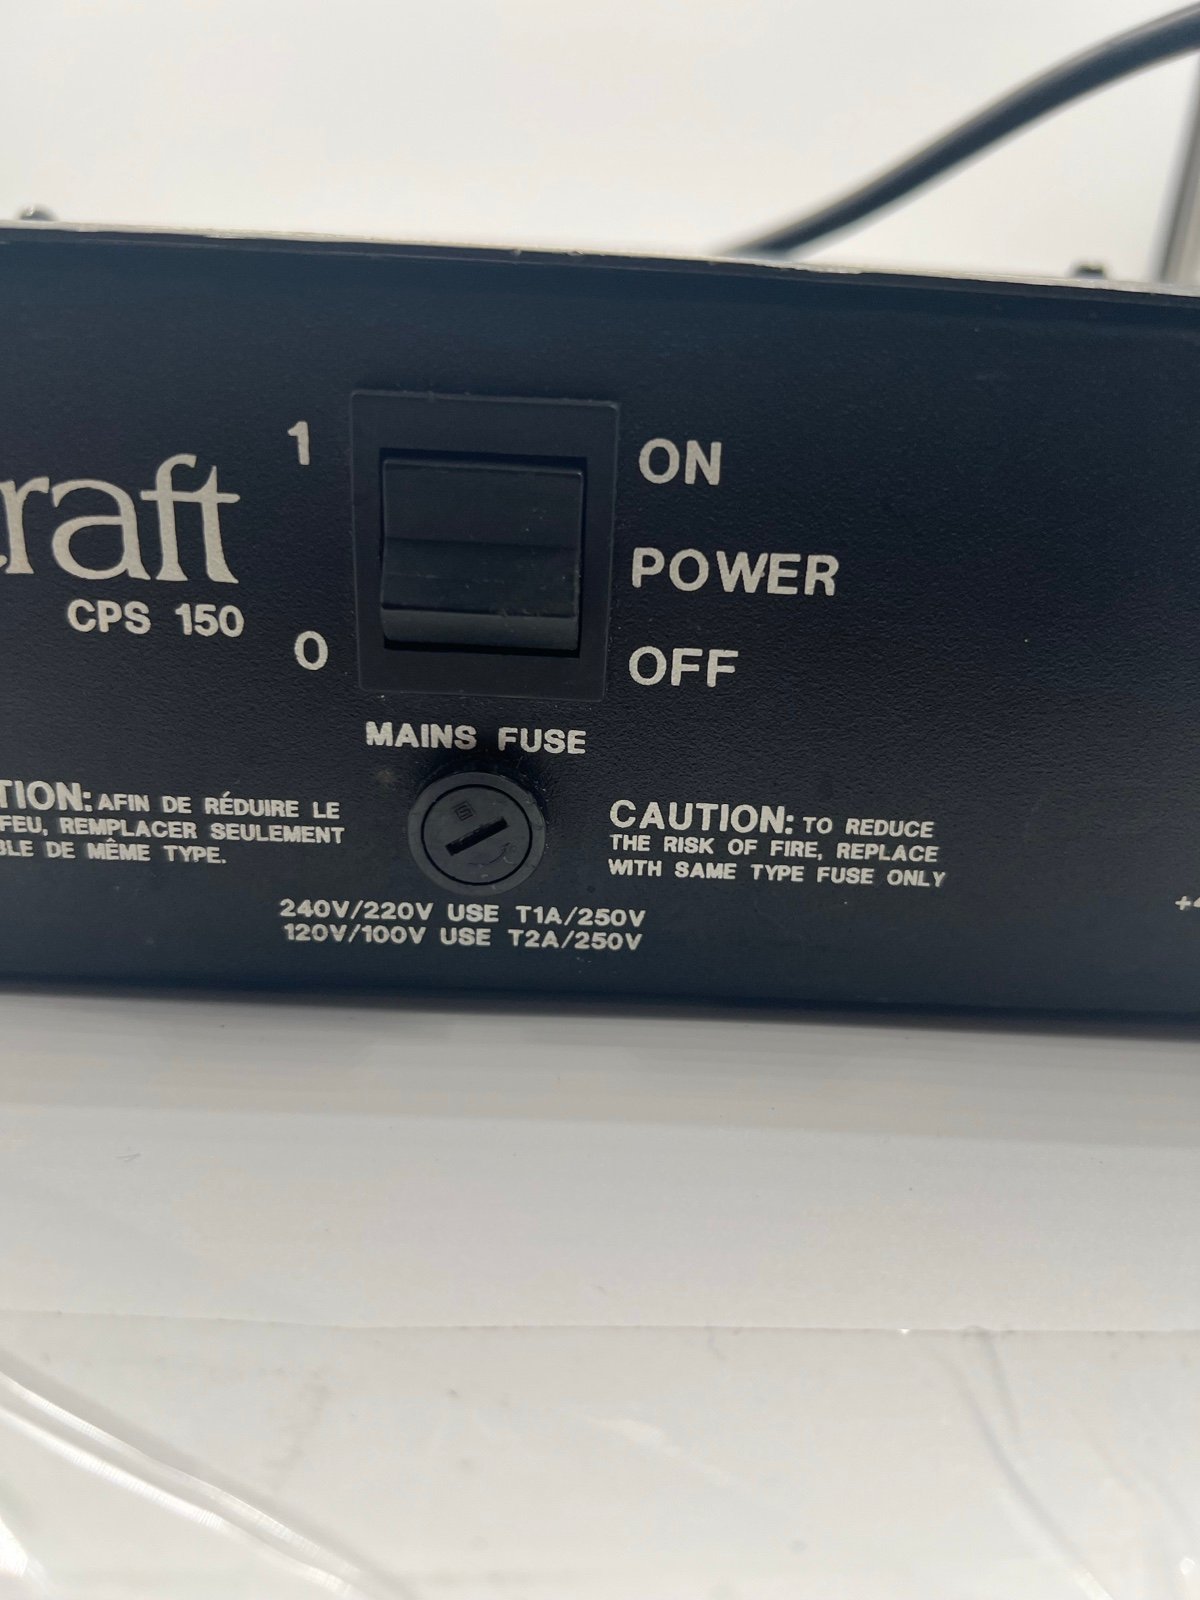 raft
CPS 150
1
ON
POWER
0
OFF
MAINS FUSE
TION: AFIN DE RÉDUIRE LE
FEU, REMPLACER SEULEMENT
BLE DE MÊME TYPE.
CAUTION: TO REDUCE
THE RISK OF FIRE, REPLACE
WITH SAME TYPE FUSE ONLY
240V/220V USE T1A/250V
120V/100V USE T2A/250V